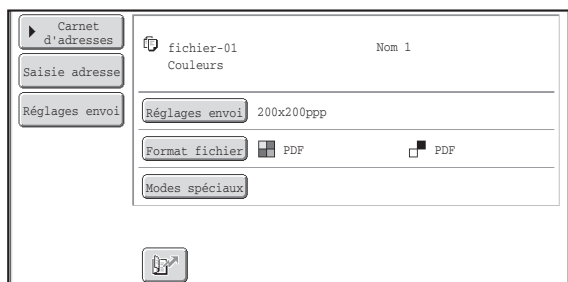 Carnet
d'adresses
Saisie adresse
Réglages envoi
fichier-01 Nom 1
Couleurs
Réglages envoi 200x200ppp
Format fichier PDF PDF
Modes spéciaux